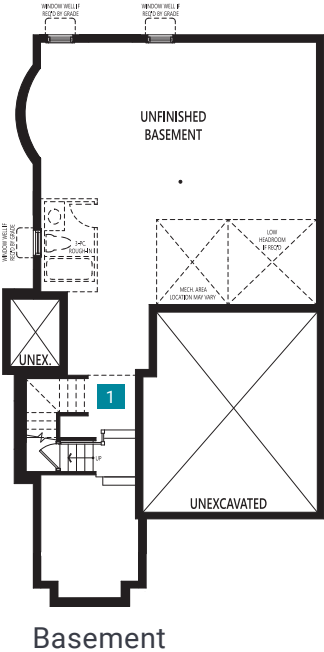 WINDOW WELL IF
REQ'D BY GRADE
WINDOW WELL IF
REQ'D BY GRADE
UNFINISHED
BASEMENT
WINDOW WELL IF
REQ'D BY GRADE
3-PC.
ROUGH-IN
LOW
HEADROOM
IF REQ'D
MECH. AREA
LOCATION MAY VARY
UNEX.
1
UP
UNEXCAVATED
Basement